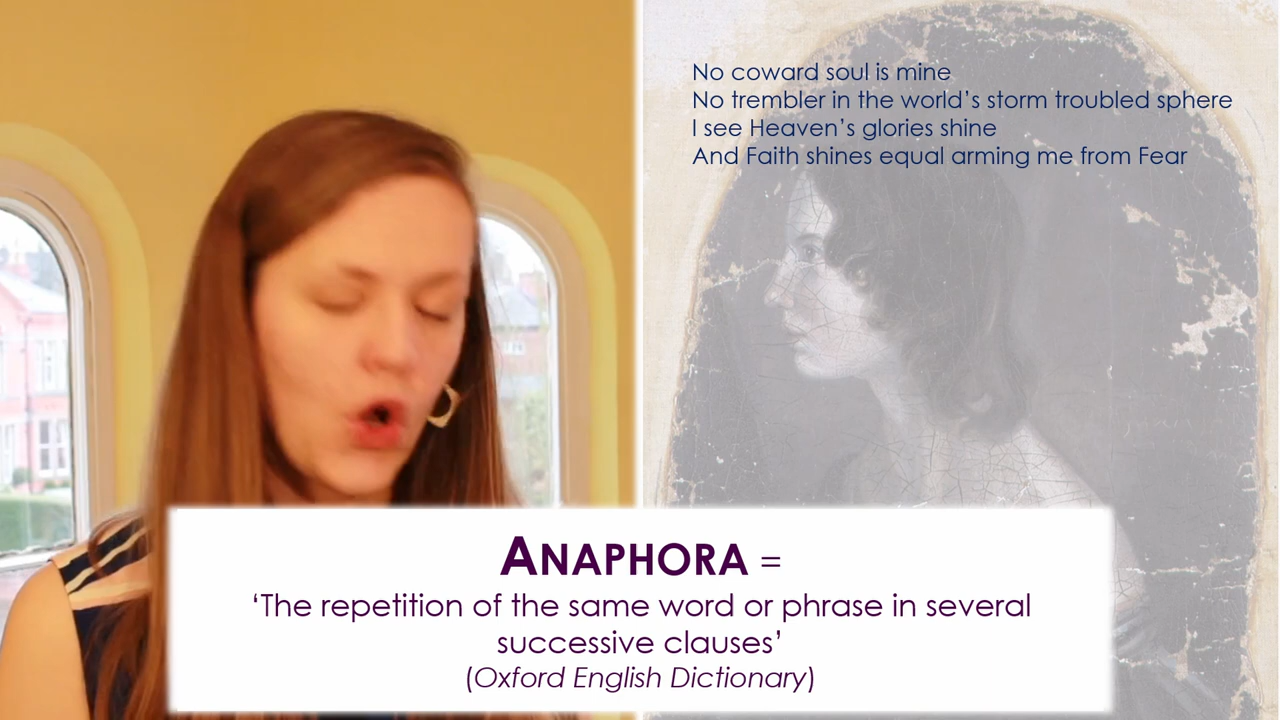 No coward soul is mine
No trembler in the world's storm troubled sphere
I see Heaven's glories shine
And Faith shines equal arming me from Fear
ANAPHORA =
‘The repetition of the same word or phrase in several
successive clauses’
(Oxford English Dictionary)